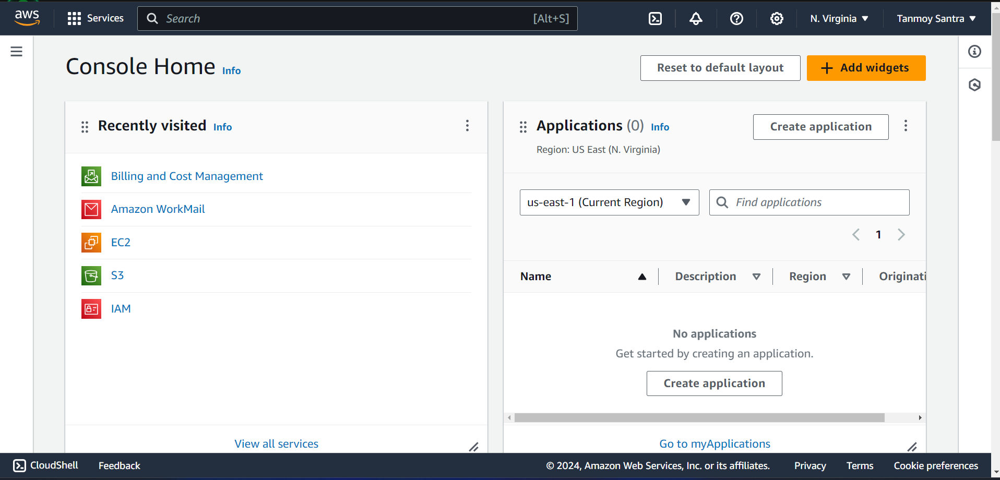 aws Services Search [Alt+S] N. Virginia Tanmoy Santra
Console Home Info
Reset to default layout
Add widgets
Recently visited Info
Billing and Cost Management
Amazon WorkMail
EC2
S3
IAM
View all services
Applications (0) Info
Create application
Region: US East (N. Virginia)
us-east-1 (Current Region)
Find applications
1
Name Description Region Originati
No applications
Get started by creating an application.
Create application
Go to myApplications
CloudShell Feedback © 2024, Amazon Web Services, Inc. or its affiliates. Privacy Terms Cookie preferences